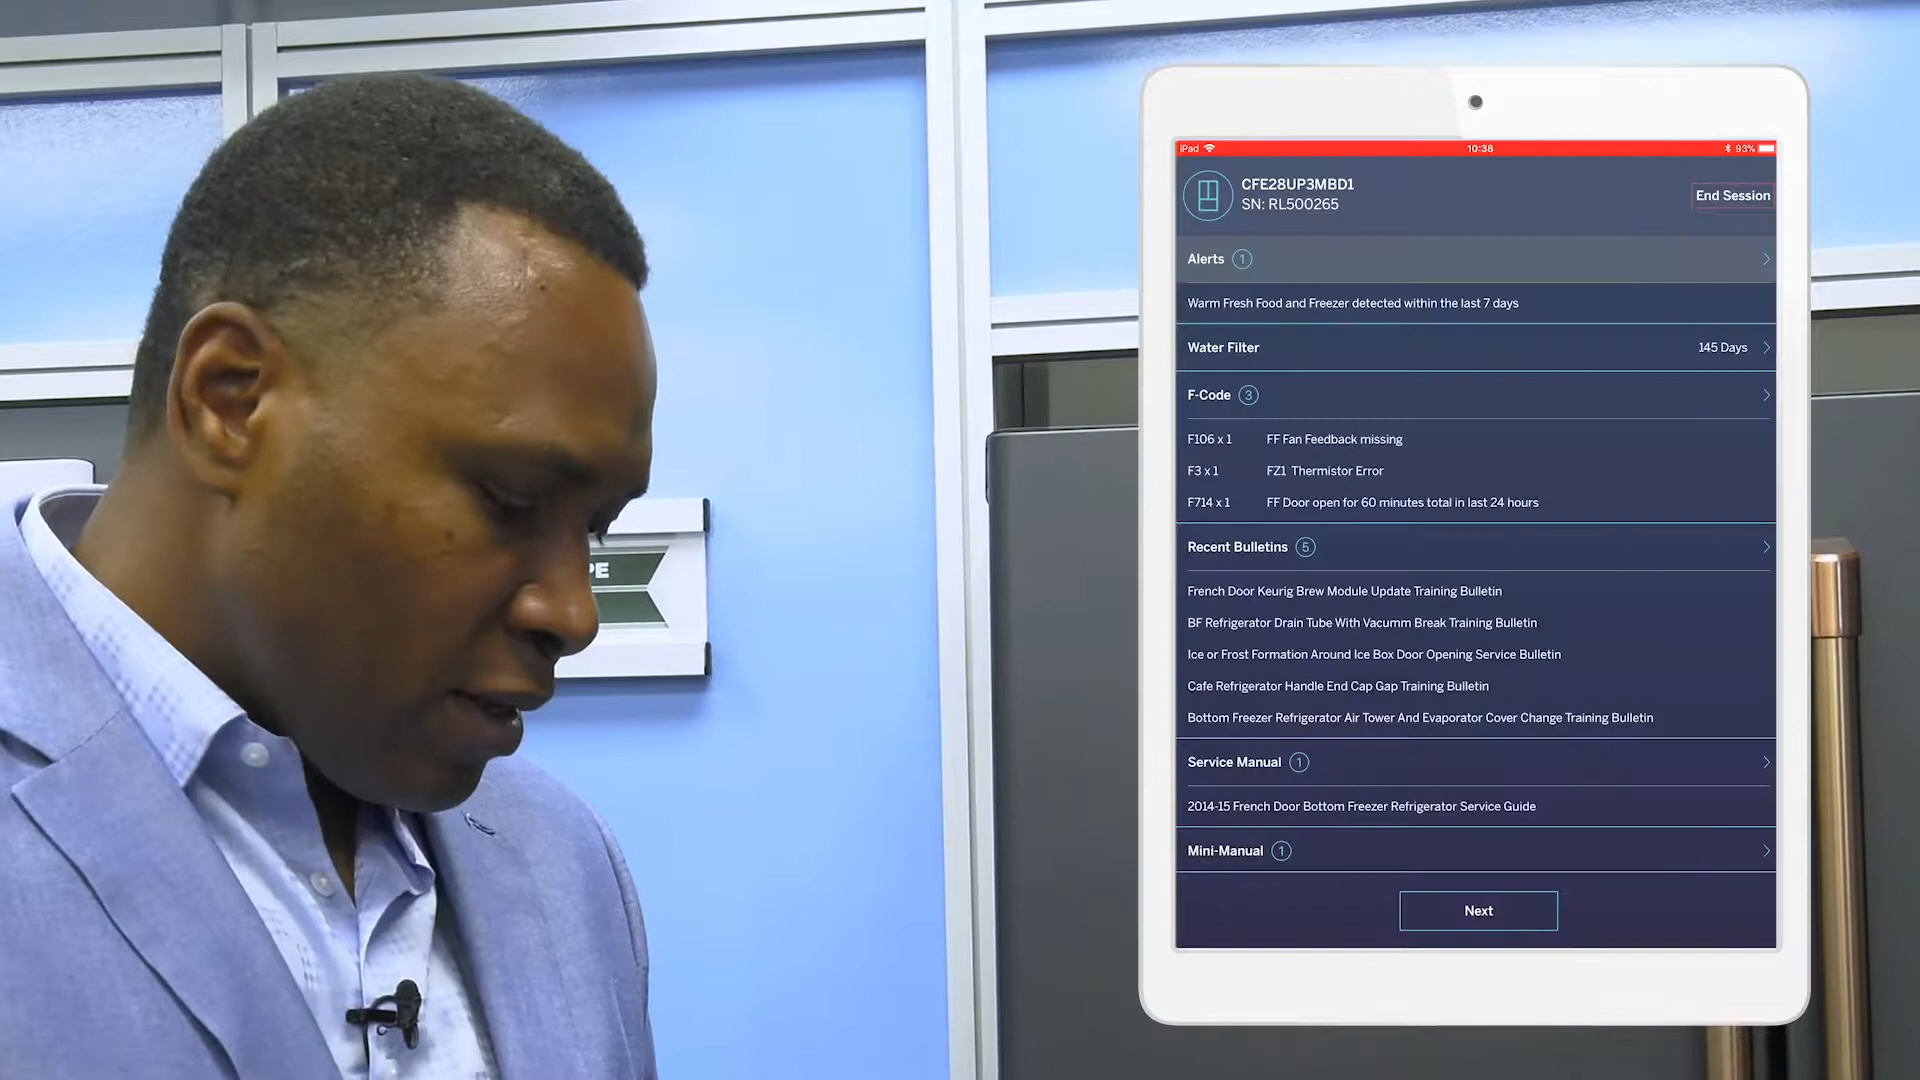 PE
iPad 10:38 93%
CFE28UP3MBD1
SN: RL500265
End Session
Alerts 1
Warm Fresh Food and Freezer detected within the last 7 days
Water Filter 145 Days
F-Code 3
F106 x 1 FF Fan Feedback missing
F3 x 1 FZ1 Thermistor Error
F714 x 1 FF Door open for 60 minutes total in last 24 hours
Recent Bulletins 5
French Door Keurig Brew Module Update Training Bulletin
BF Refrigerator Drain Tube With Vacumm Break Training Bulletin
Ice or Frost Formation Around Ice Box Door Opening Service Bulletin
Cafe Refrigerator Handle End Cap Gap Training Bulletin
Bottom Freezer Refrigerator Air Tower And Evaporator Cover Change Training Bulletin
Service Manual 1
2014-15 French Door Bottom Freezer Refrigerator Service Guide
Mini-Manual 1
Next